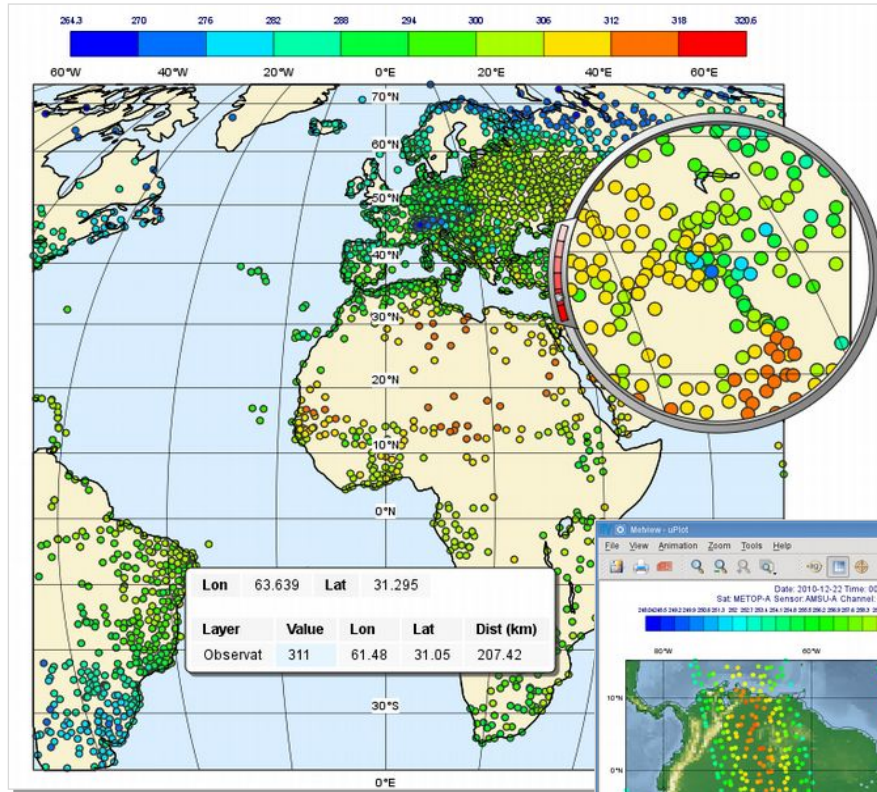 264.3 270 276 282 288 294 300 306 312 318 320.6
60°W 40°W 20°W 0°E 20°E 40°E 60°E
70°N
60°N
50°N
40°N
30°N
20°N
10°N
0°N
Metview - uPlot
File View Animation Zoom Tools Help
Date: 2010-12-22 Time: 00
Sat: METOP-A Sensor: AMSU-A Channel:
Lon 63.639 Lat 31.295
Layer Value Lon Lat Dist (km)
Observat 311 61.48 31.05 207.42
80°W 60°W
10°N
0°N
30°S
0°E